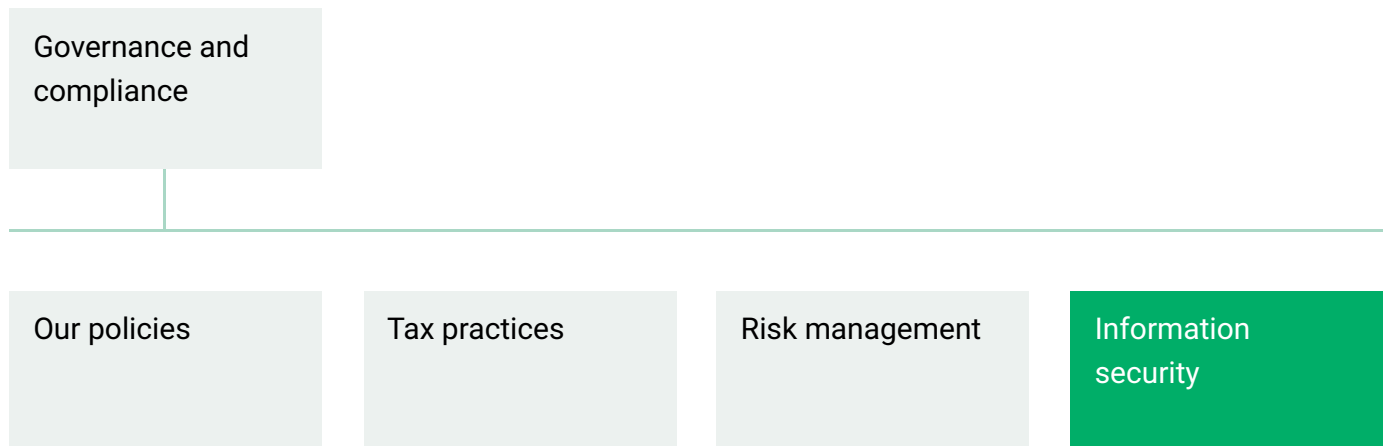 Governance and
compliance
Our policies
Tax practices
Risk management
Information
security